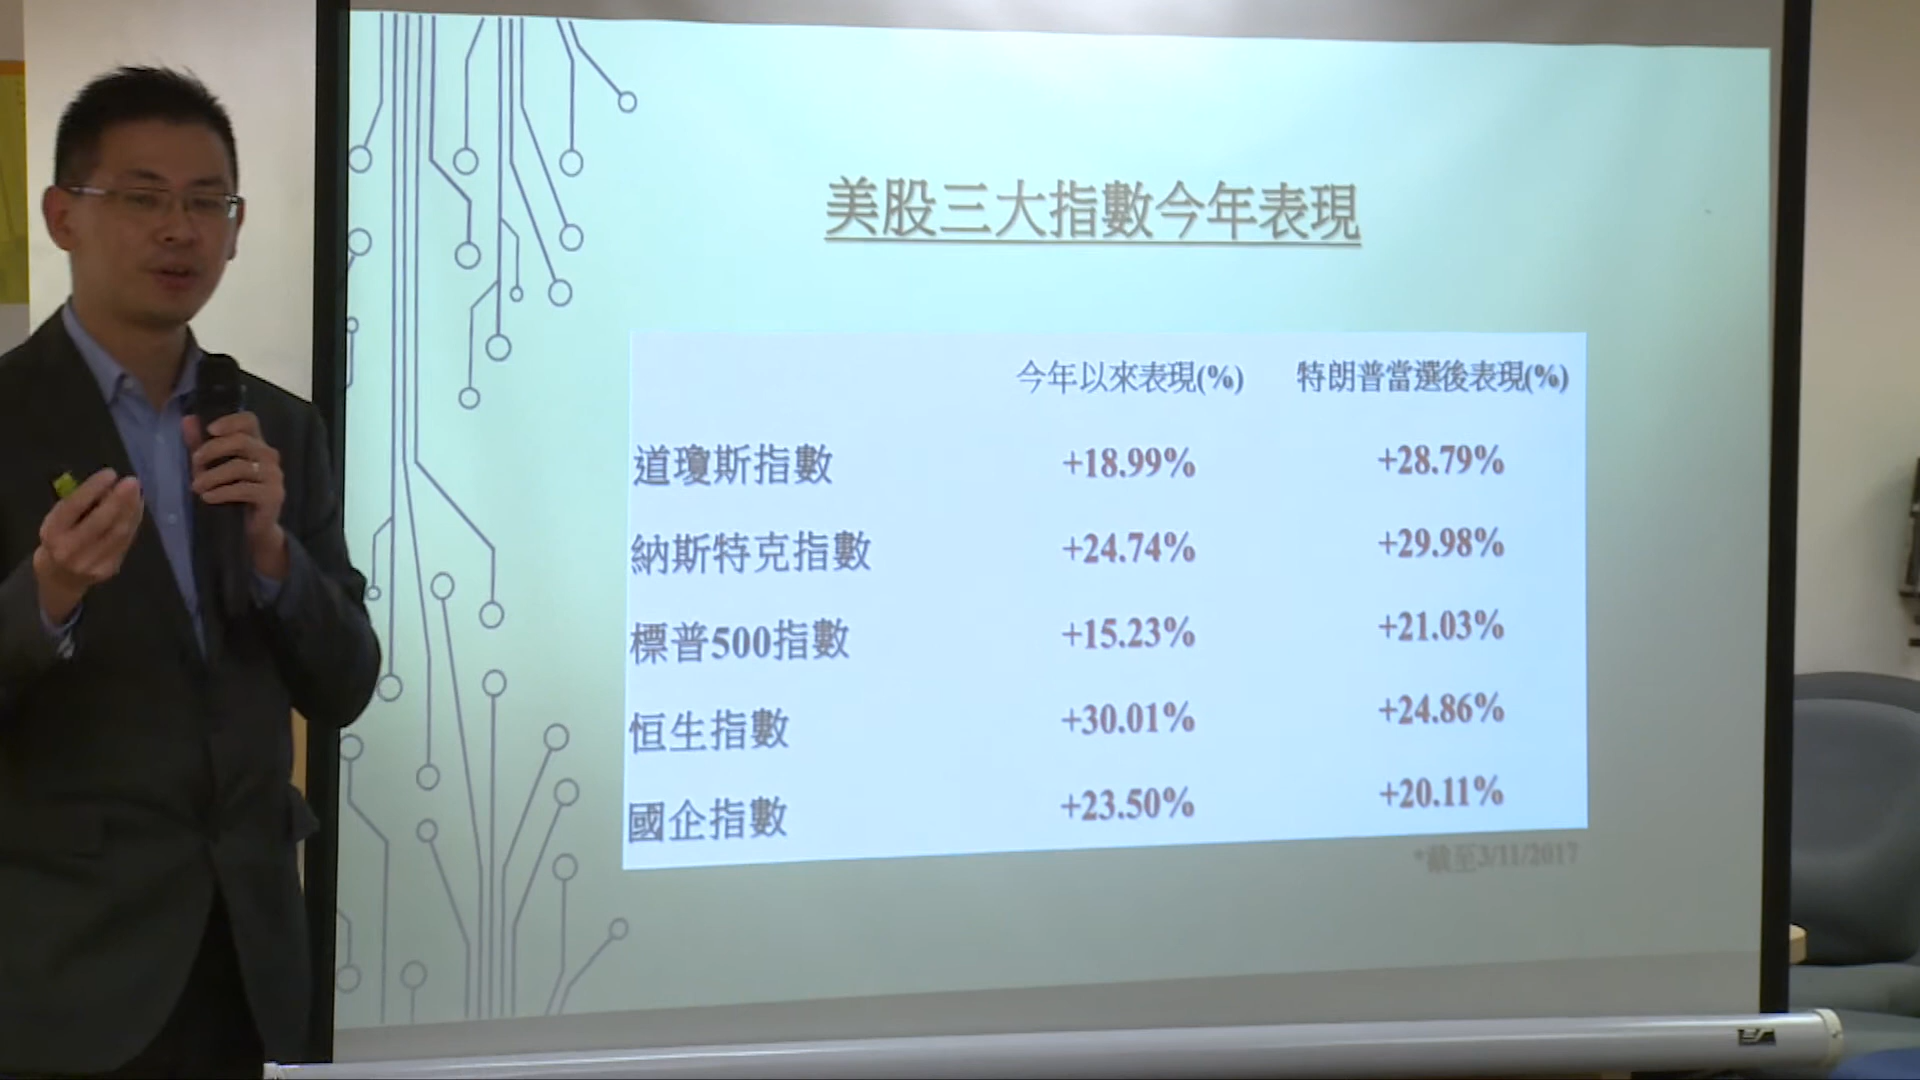 美股三大指數今年表現
今年以來表現(%) 特朗普當選後表現(%)
道瓊斯指數 +18.99% +28.79%
納斯特克指數 +24.74% +29.98%
標普500指數 +15.23% +21.03%
恒生指數 +30.01% +24.86%
國企指數 +23.50% +20.11%
*截至3/11/2017